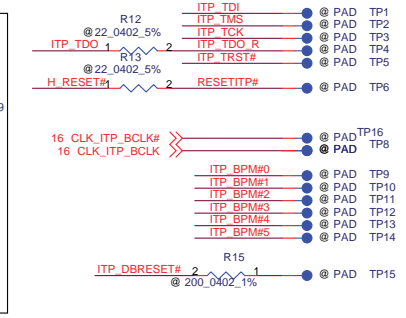 ITP_TDI @ PAD TP1
R12 ITP_TMS @ PAD TP2
@22_0402_5% ITP_TCK @ PAD TP3
ITP_TDO 1 2 ITP_TDO_R @ PAD TP4
R13 ITP_TRST# @ PAD TP5
@22_0402_5%
H_RESET# 1 2 RESETITP# @ PAD TP6
9
16 CLK_ITP_BCLK# @ PAD TP16
16 CLK_ITP_BCLK @ PAD TP8
ITP_BPM#0 @ PAD TP9
ITP_BPM#1 @ PAD TP10
ITP_BPM#2 @ PAD TP11
ITP_BPM#3 @ PAD TP12
ITP_BPM#4 @ PAD TP13
ITP_BPM#5 @ PAD TP14
R15
ITP_DBRESET# 2 1 @ PAD TP15
@ 200_0402_1%